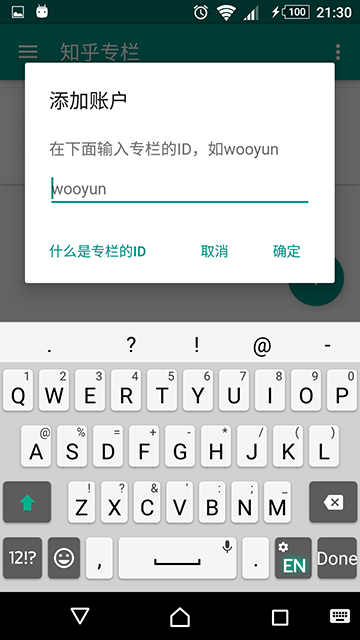 100 21:30
知乎专栏
添加账户
在下面输入专栏的ID，如wooyun
wooyun
什么是专栏的ID 取消 确定
. ? ! @ -
1 2 3 4 5 6 7 8 9 0
Q W E R T Y U I O P
@ % = + - * / ( )
A S D F G H J K L
! ? & ' : ; _
Z X C V B N M
12!? , . EN Done